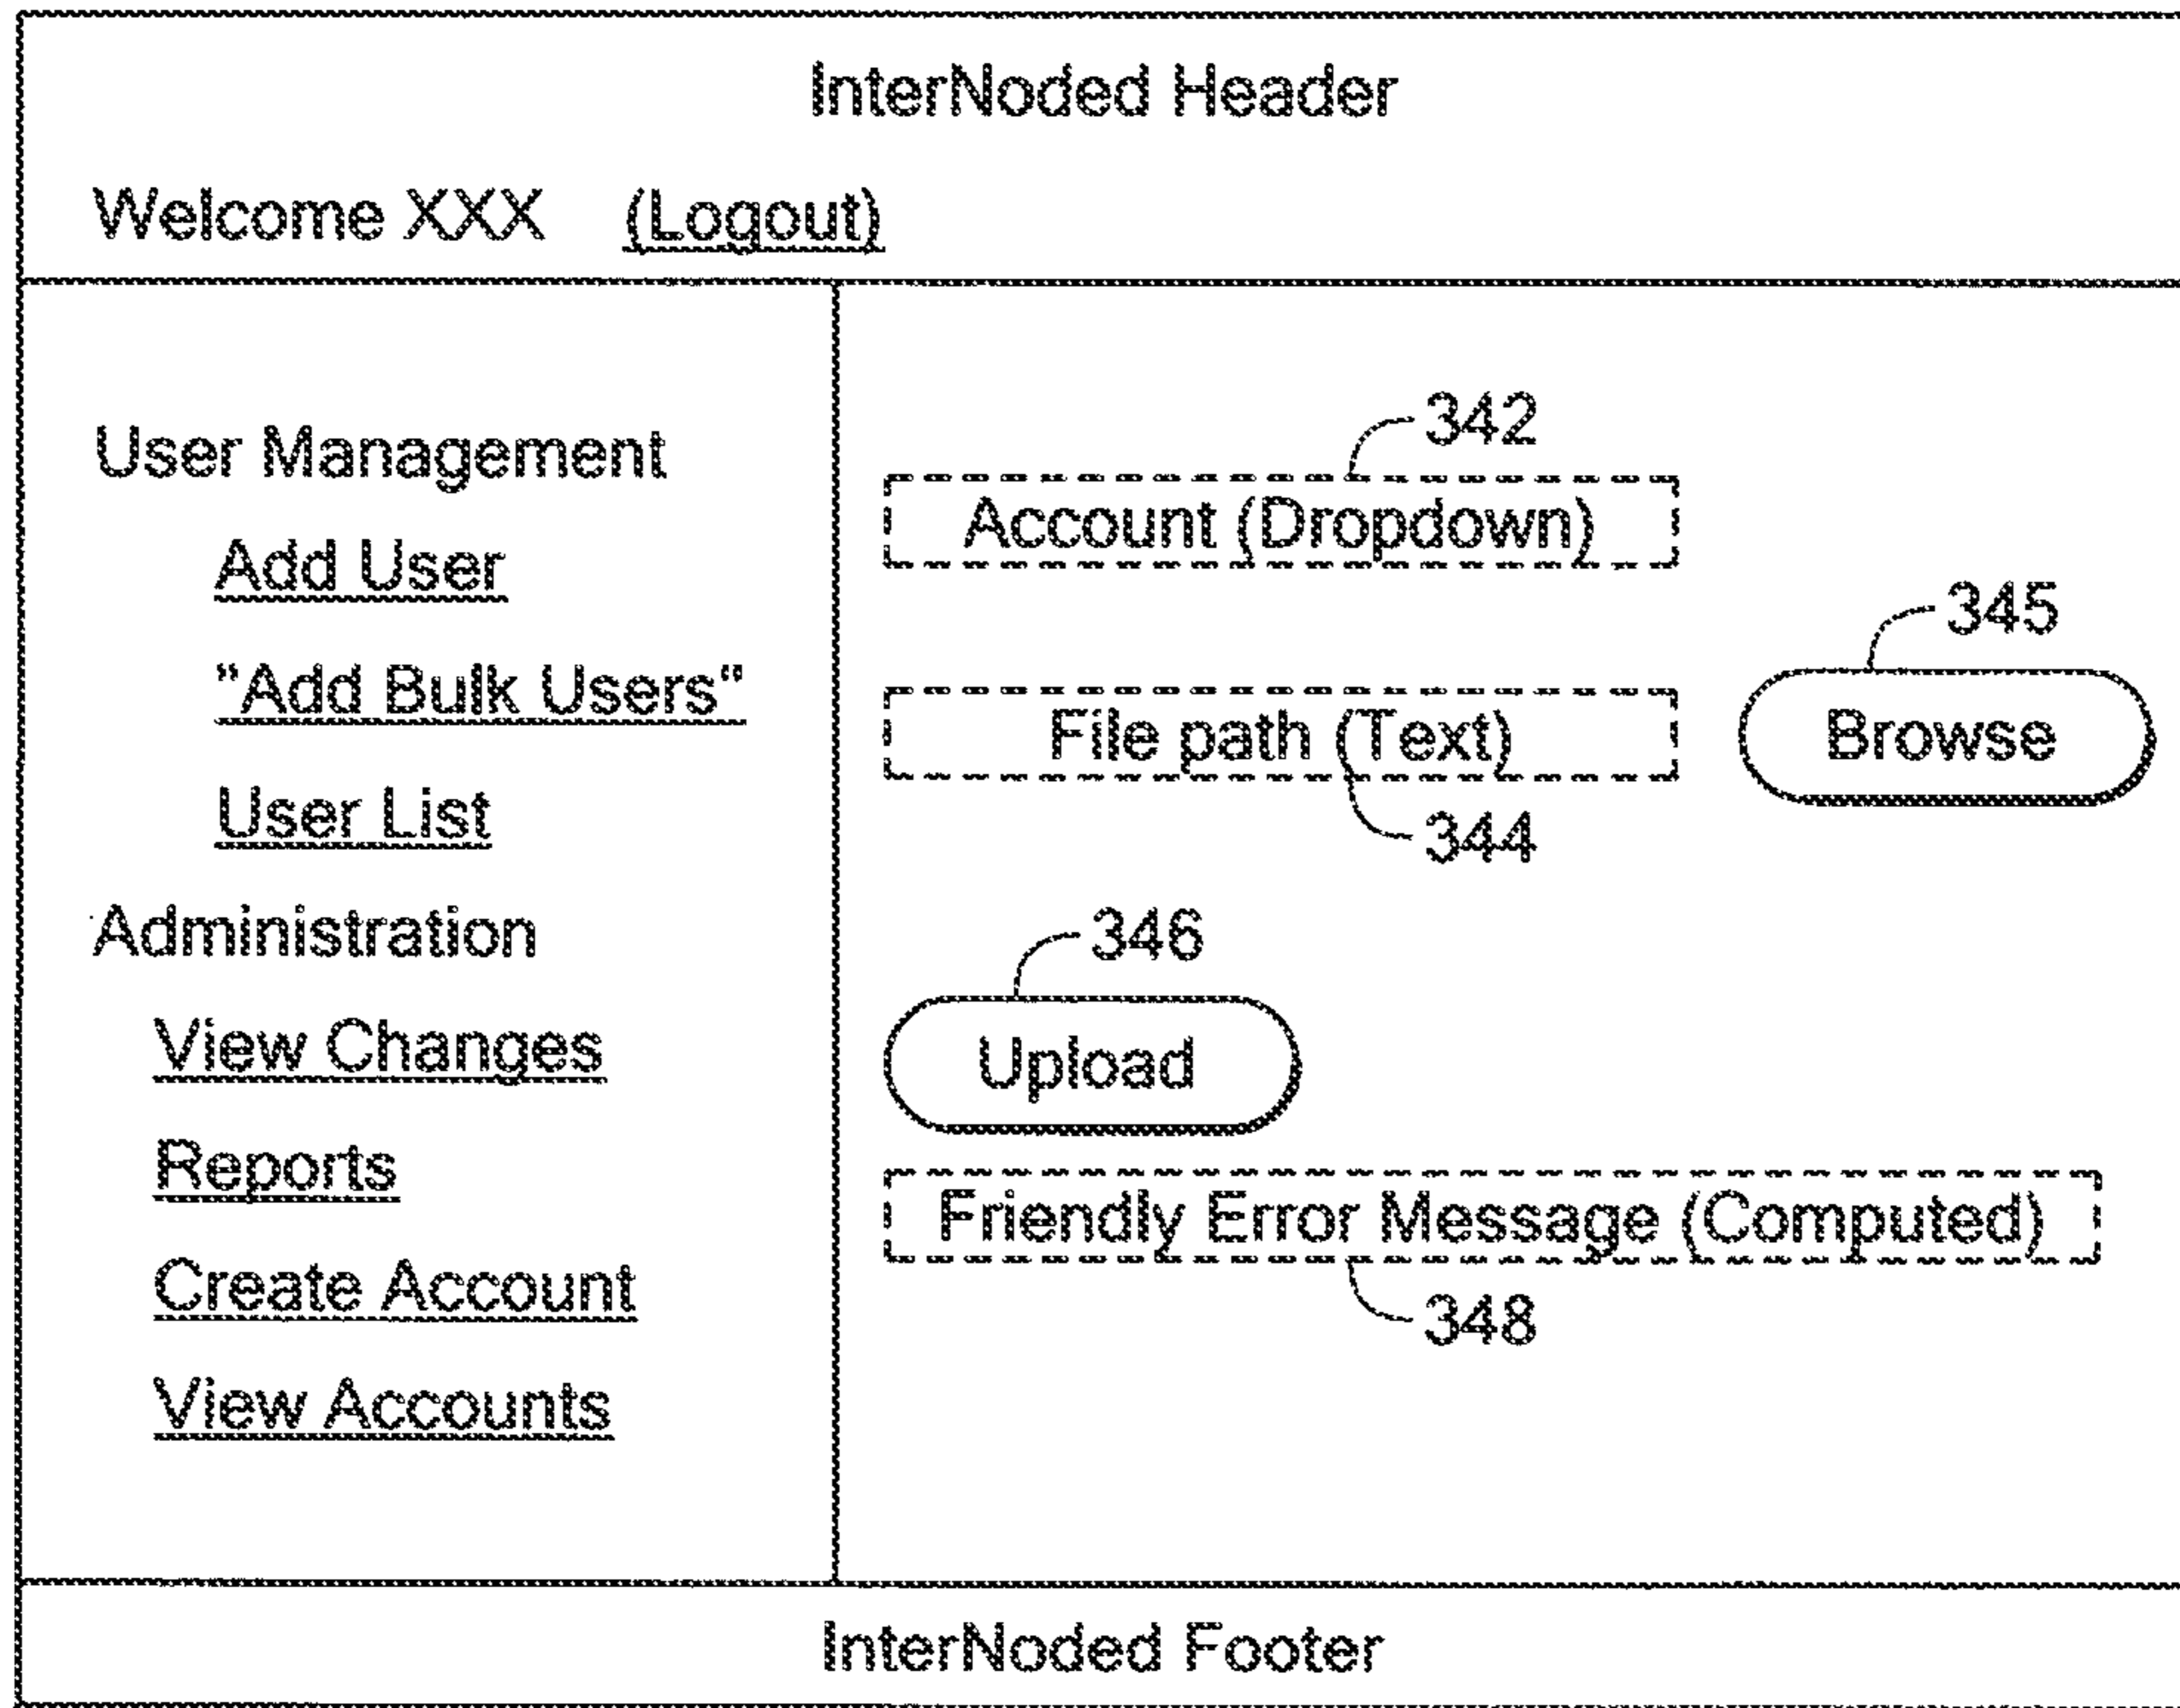 InterNoded Header
Welcome XXX (Logout)
User Management
Add User
"Add Bulk Users"
User List
Administration
View Changes
Reports
Create Account
View Accounts
342
Account (Dropdown)
345
File path (Text)
Browse
344
346
Upload
Friendly Error Message (Computed)
348
InterNoded Footer